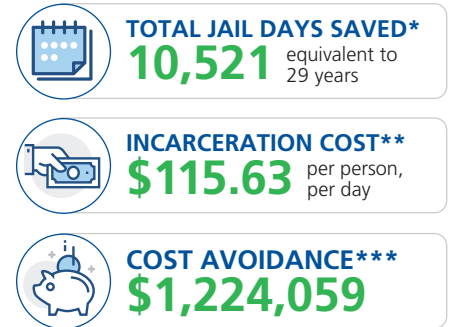 TOTAL JAIL DAYS SAVED*
10,521 equivalent to
29 years
INCARCERATION COST**
$115.63 per person,
per day
COST AVOIDANCE***
$1,224,059